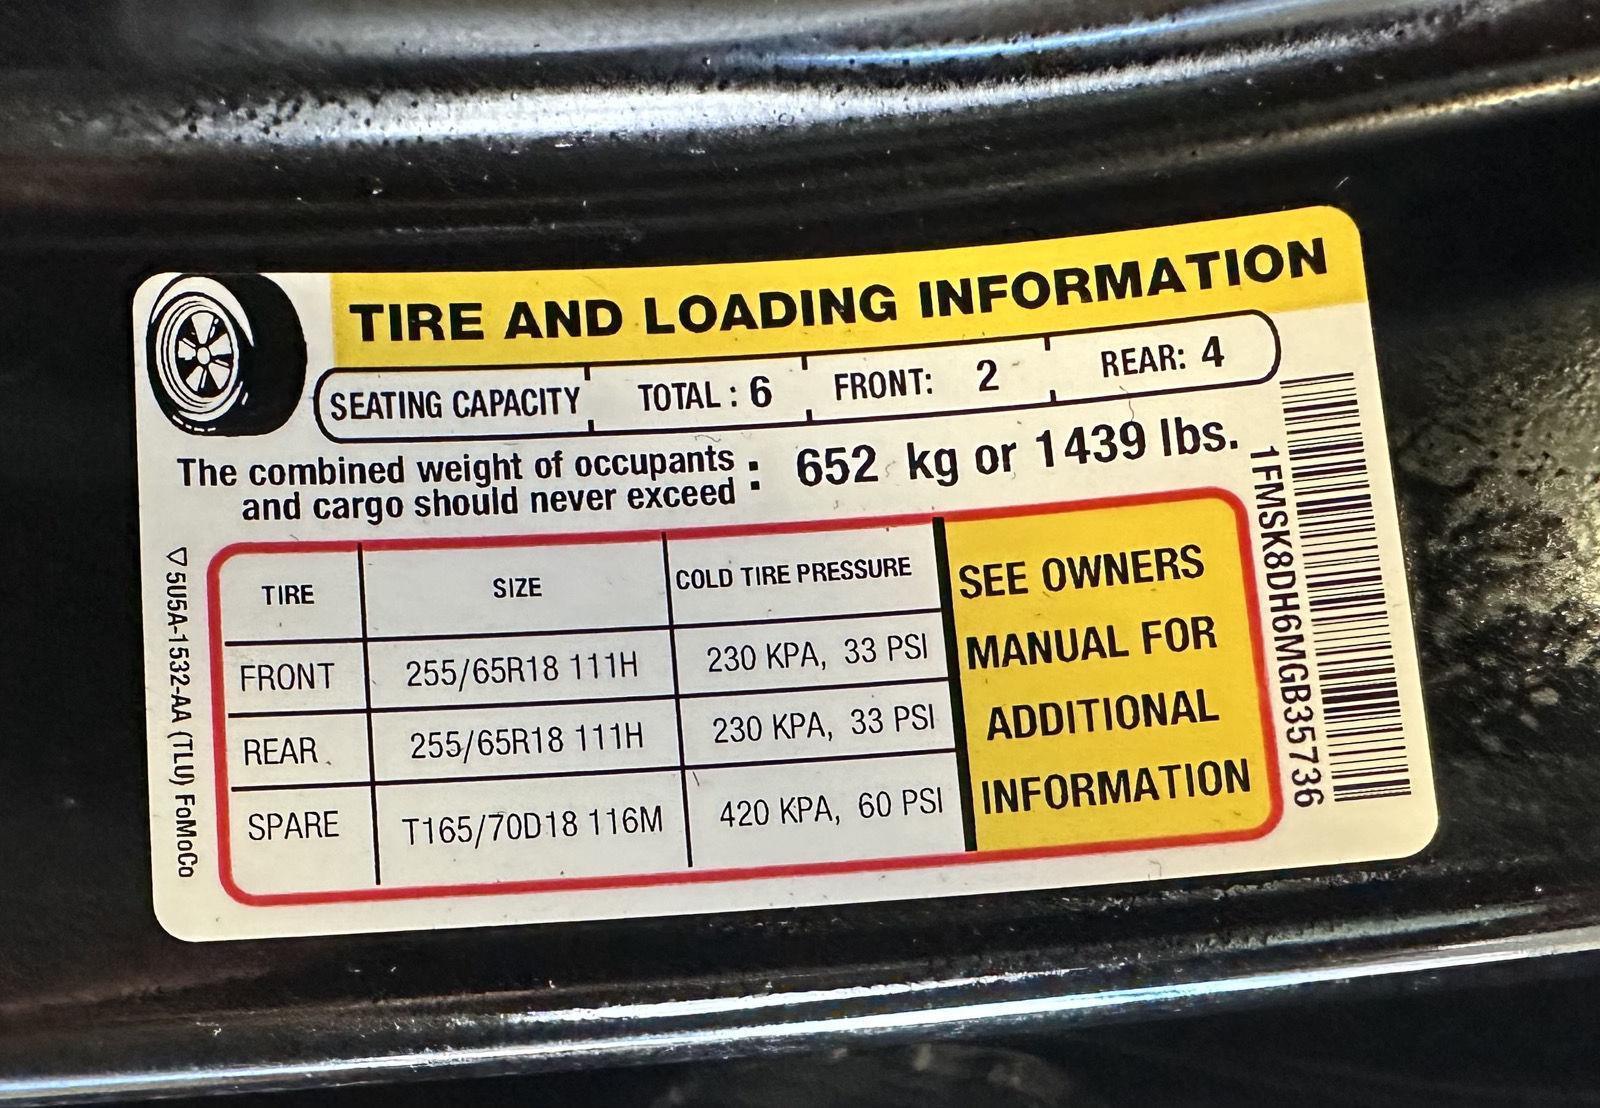 TIRE AND LOADING INFORMATION
SEATING CAPACITY TOTAL : 6 FRONT: 2 REAR: 4
The combined weight of occupants
and cargo should never exceed : 652 kg or 1439 lbs.
TIRE SIZE COLD TIRE PRESSURE
FRONT 255/65R18 111H 230 KPA, 33 PSI
REAR 255/65R18 111H 230 KPA, 33 PSI
SPARE T165/70D18 116M 420 KPA, 60 PSI
SEE OWNERS
MANUAL FOR
ADDITIONAL
INFORMATION
1FMSK8DH6MGB35736
5U5A-1532-AA (TLU) FoMoCo